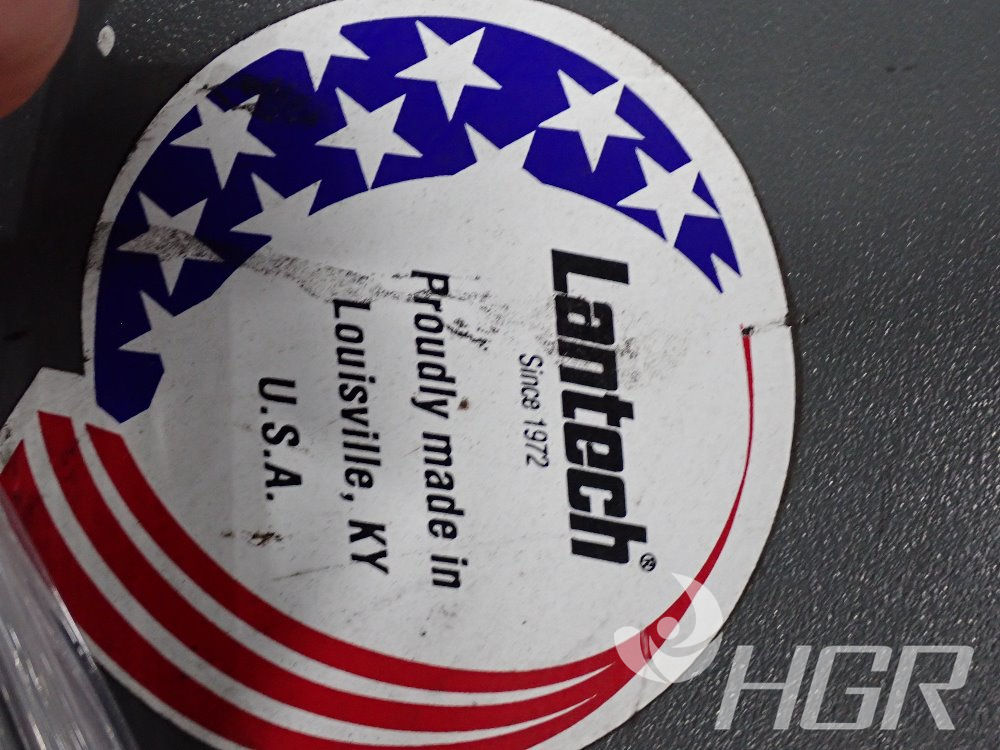 Lantech®
Since 1972
Proudly made in
Louisville, KY
U.S.A.
HGR